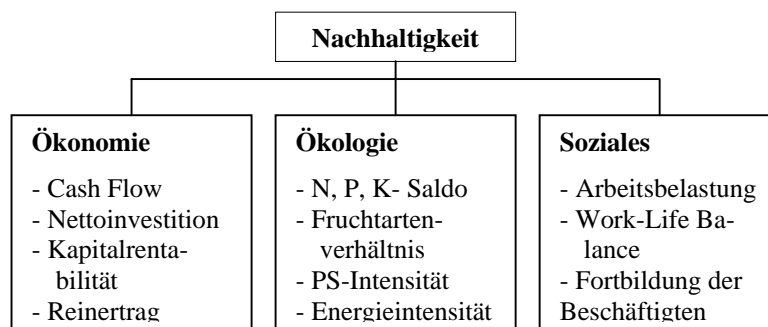 Nachhaltigkeit
Ökonomie
- Cash Flow
- Nettoinvestition
- Kapitalrenta-
bilität
- Reinertrag
Ökologie
- N, P, K- Saldo
- Fruchtarten-
verhältnis
- PS-Intensität
- Energieintensität
Soziales
- Arbeitsbelastung
- Work-Life Ba-
lance
- Fortbildung der
Beschäftigten